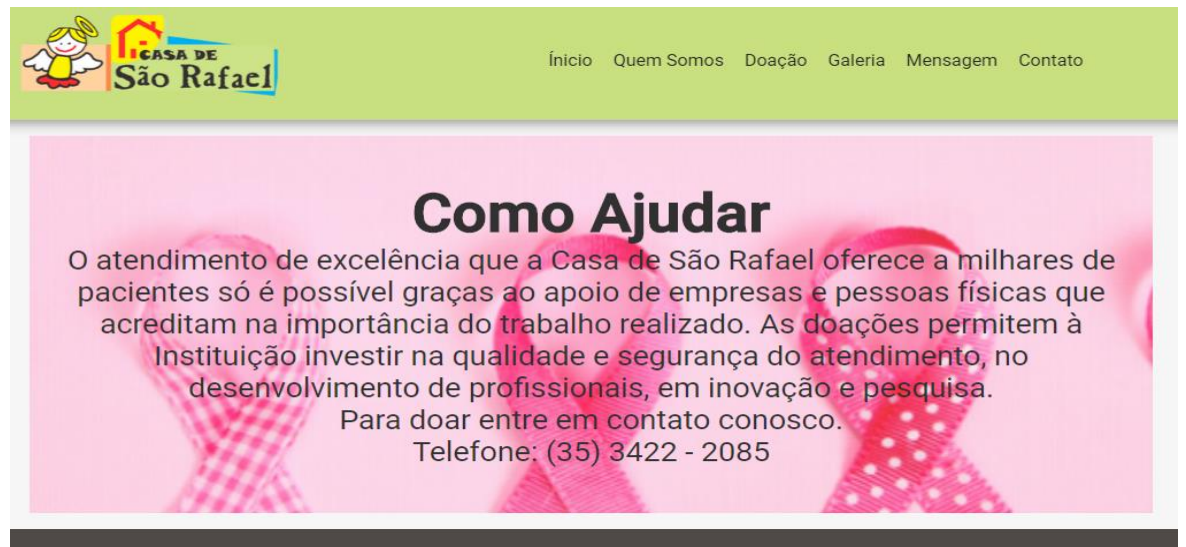 CASA DE
São Rafael
Ínicio Quem Somos Doação Galeria Mensagem Contato
Como Ajudar
O atendimento de excelência que a Casa de São Rafael oferece a milhares de
pacientes só é possível graças ao apoio de empresas e pessoas físicas que
acreditam na importância do trabalho realizado. As doações permitem à
Instituição investir na qualidade e segurança do atendimento, no
desenvolvimento de profissionais, em inovação e pesquisa.
Para doar entre em contato conosco.
Telefone: (35) 3422 - 2085